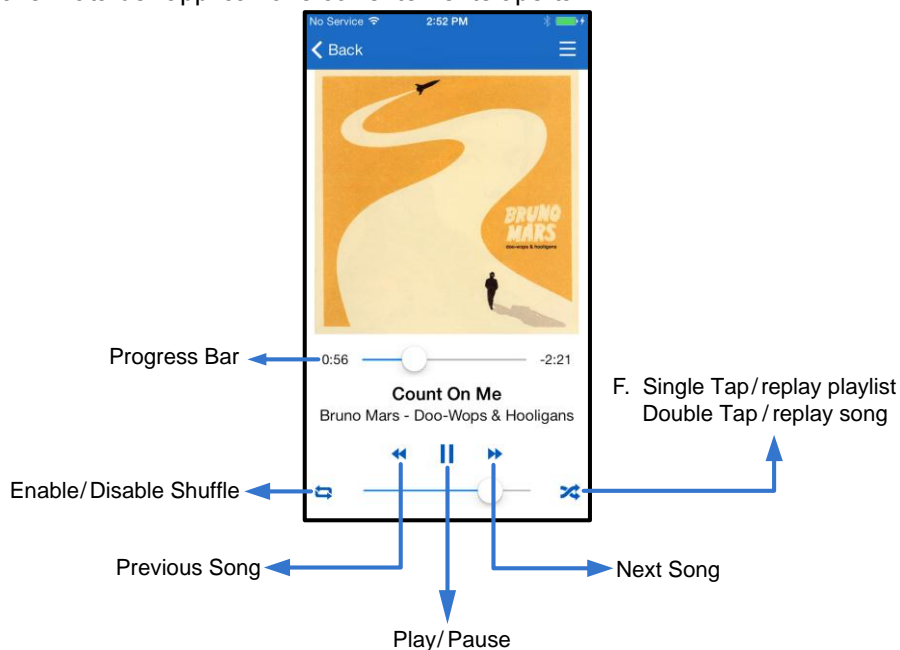 No Service 2:52 PM
Back
BRUNO
MARS
doo-wops & hooligans
Progress Bar
0:56 -2:21
Count On Me
Bruno Mars - Doo-Wops & Hooligans
F. Single Tap/replay playlist
Double Tap/replay song
Enable/Disable Shuffle
Previous Song
Next Song
Play/Pause